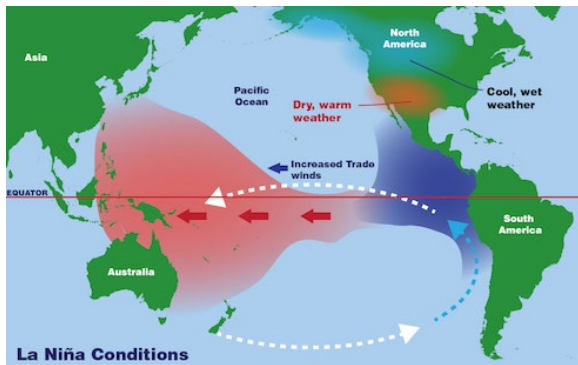 Asia
North
America
Pacific
Ocean
Cool, wet
weather
Dry, warm
weather
Increased Trade
winds
EQUATOR
South
America
Australia
La Niña Conditions